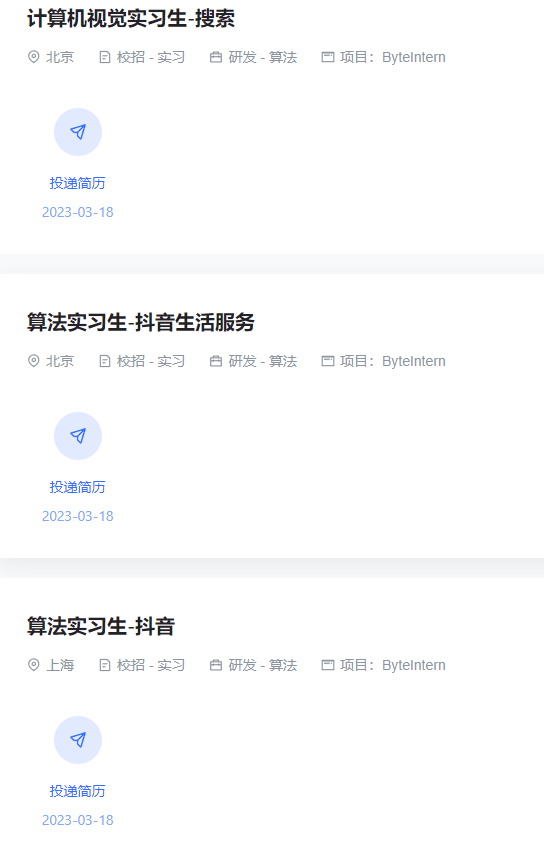 计算机视觉实习生-搜索
北京 校招 - 实习 研发 - 算法 项目：ByteIntern
投递简历
2023-03-18
算法实习生-抖音生活服务
北京 校招 - 实习 研发 - 算法 项目：ByteIntern
投递简历
2023-03-18
算法实习生-抖音
上海 校招 - 实习 研发 - 算法 项目：ByteIntern
投递简历
2023-03-18